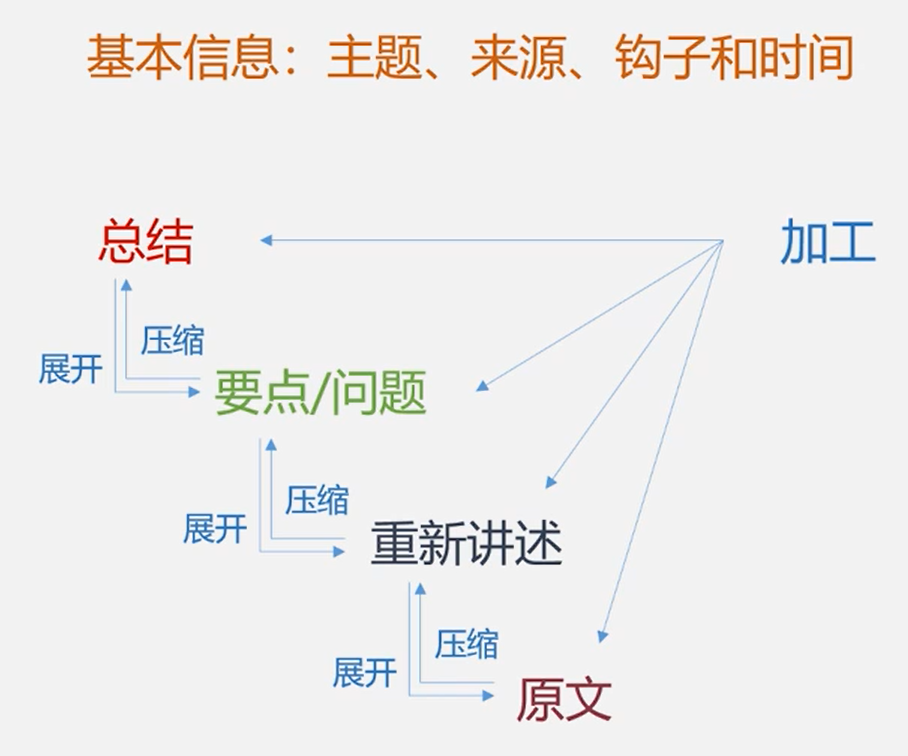 基本信息：主题、来源、钩子和时间
总结
加工
压缩
展开
要点/问题
压缩
展开
重新讲述
压缩
展开
原文